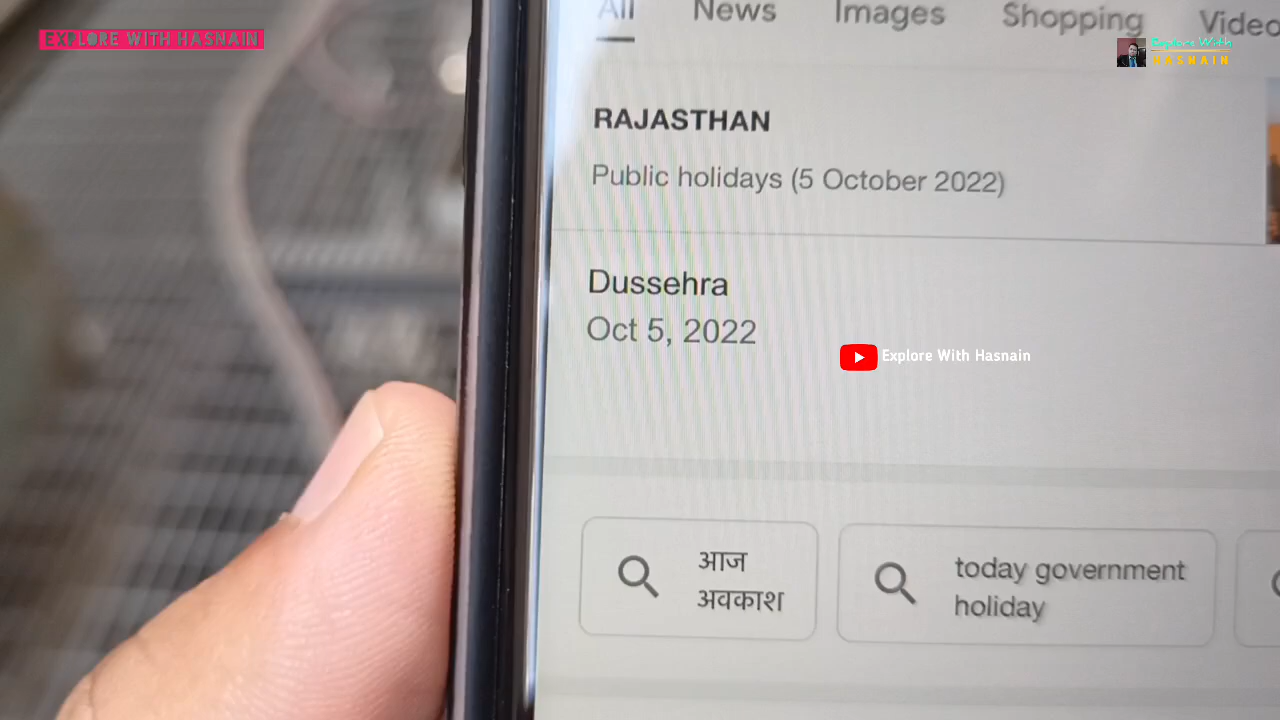 EXPLORE WITH HASNAIN
All News Images Shopping Video
Explore With
HASNAIN
RAJASTHAN
Public holidays (5 October 2022)
Dussehra
Oct 5, 2022
Explore With Hasnain
आज
अवकाश
today government
holiday